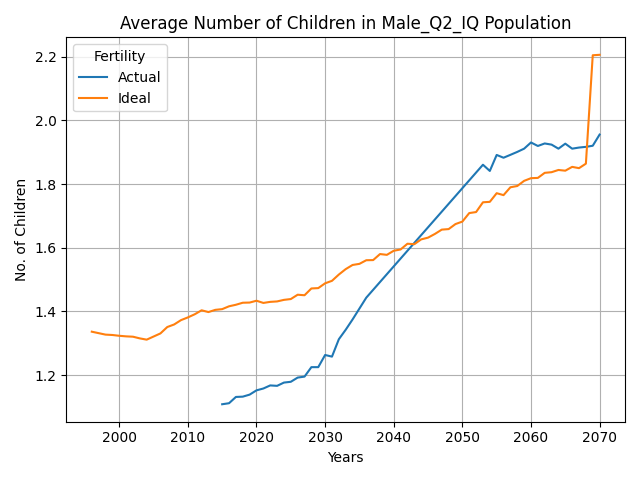 Average Number of Children in Male_Q2_IQ Population
Fertility
Actual
Ideal
No. of Children
2.2
2.0
1.8
1.6
1.4
1.2
2000 2010 2020 2030 2040 2050 2060 2070
Years